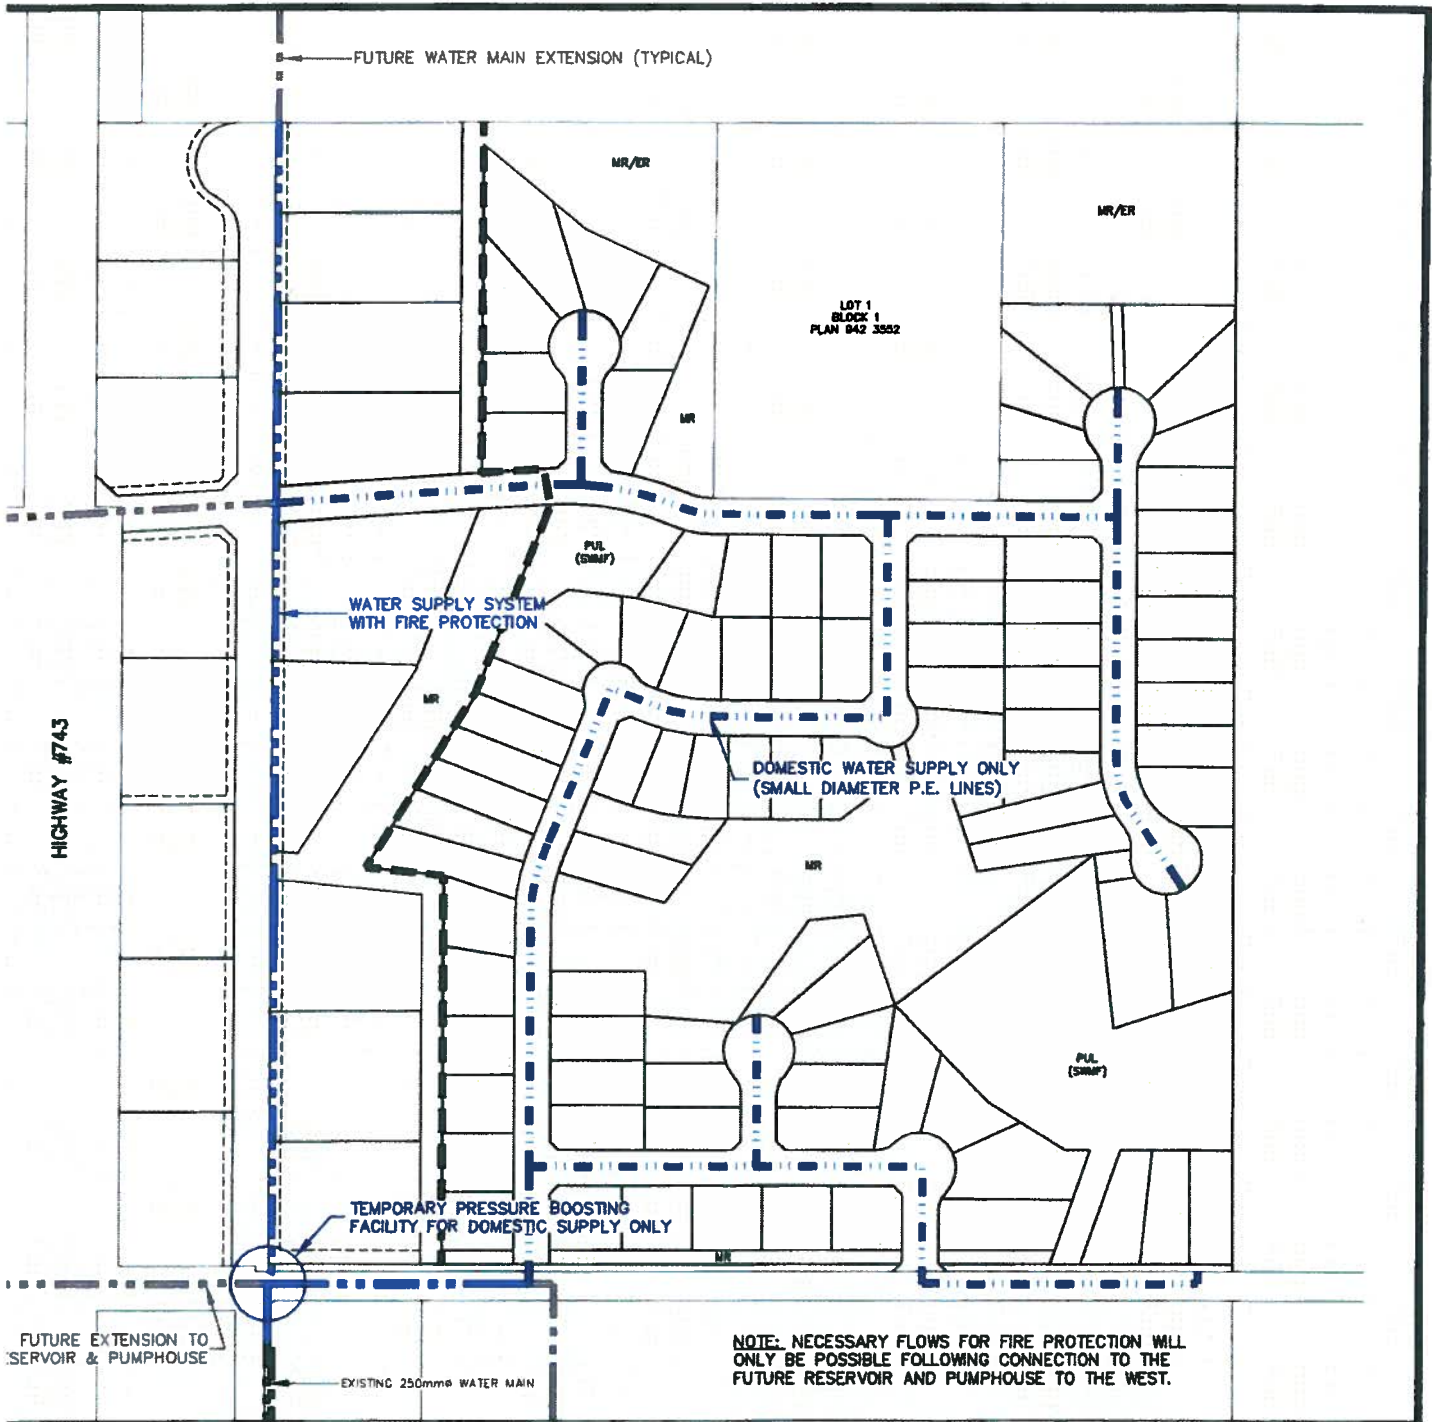 FUTURE WATER MAIN EXTENSION (TYPICAL)
MR/ER
MR/ER
LOT 1
BLOCK 1
PLAN 942 3552
MR
PUL
(SWMF)
WATER SUPPLY SYSTEM
WITH FIRE PROTECTION
MR
HIGHWAY #743
DOMESTIC WATER SUPPLY ONLY
(SMALL DIAMETER P.E. LINES)
MR
PUL
(SWMF)
TEMPORARY PRESSURE BOOSTING
FACILITY FOR DOMESTIC SUPPLY ONLY
MR
FUTURE EXTENSION TO
SERVOIR & PUMPHOUSE
EXISTING 250mmø WATER MAIN
NOTE: NECESSARY FLOWS FOR FIRE PROTECTION WILL
ONLY BE POSSIBLE FOLLOWING CONNECTION TO THE
FUTURE RESERVOIR AND PUMPHOUSE TO THE WEST.